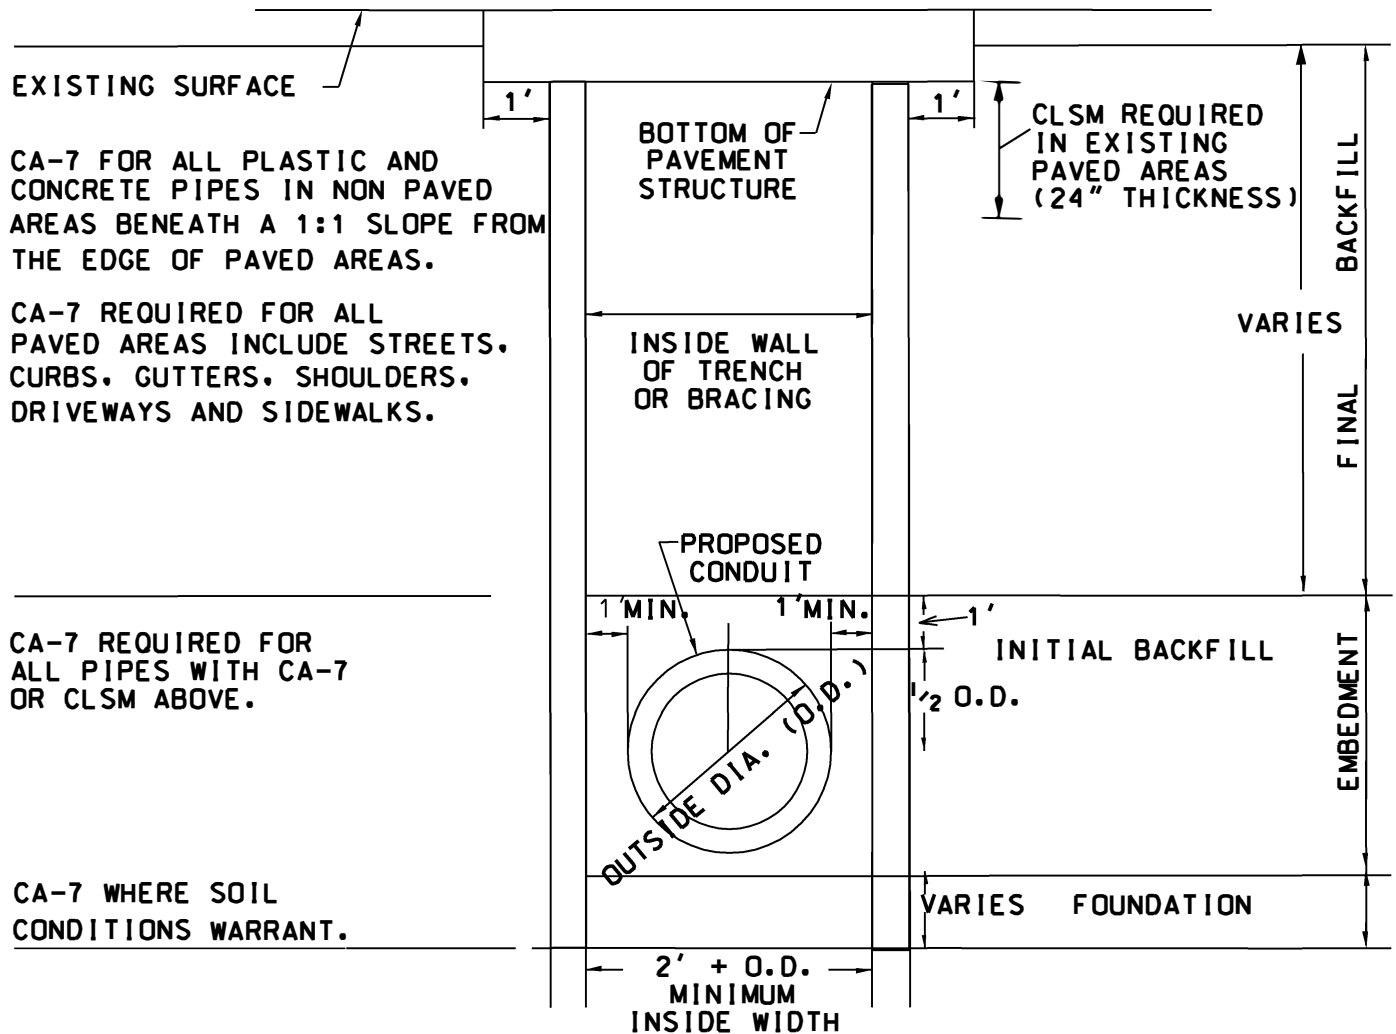 EXISTING SURFACE
1'
1'
BOTTOM OF
PAVEMENT
STRUCTURE
CLSM REQUIRED
IN EXISTING
PAVED AREAS
(24" THICKNESS)
CA-7 FOR ALL PLASTIC AND
CONCRETE PIPES IN NON PAVED
AREAS BENEATH A 1:1 SLOPE FROM
THE EDGE OF PAVED AREAS.
CA-7 REQUIRED FOR ALL
PAVED AREAS INCLUDE STREETS,
CURBS, GUTTERS, SHOULDERS,
DRIVEWAYS AND SIDEWALKS.
INSIDE WALL
OF TRENCH
OR BRACING
VARIES
FINAL BACKFILL
PROPOSED
CONDUIT
1'MIN.
1'MIN.
1'
CA-7 REQUIRED FOR
ALL PIPES WITH CA-7
OR CLSM ABOVE.
INITIAL BACKFILL
1/2 O.D.
OUTSIDE DIA. (O.D.)
EMBEDMENT
CA-7 WHERE SOIL
CONDITIONS WARRANT.
VARIES FOUNDATION
2' + O.D.
MINIMUM
INSIDE WIDTH